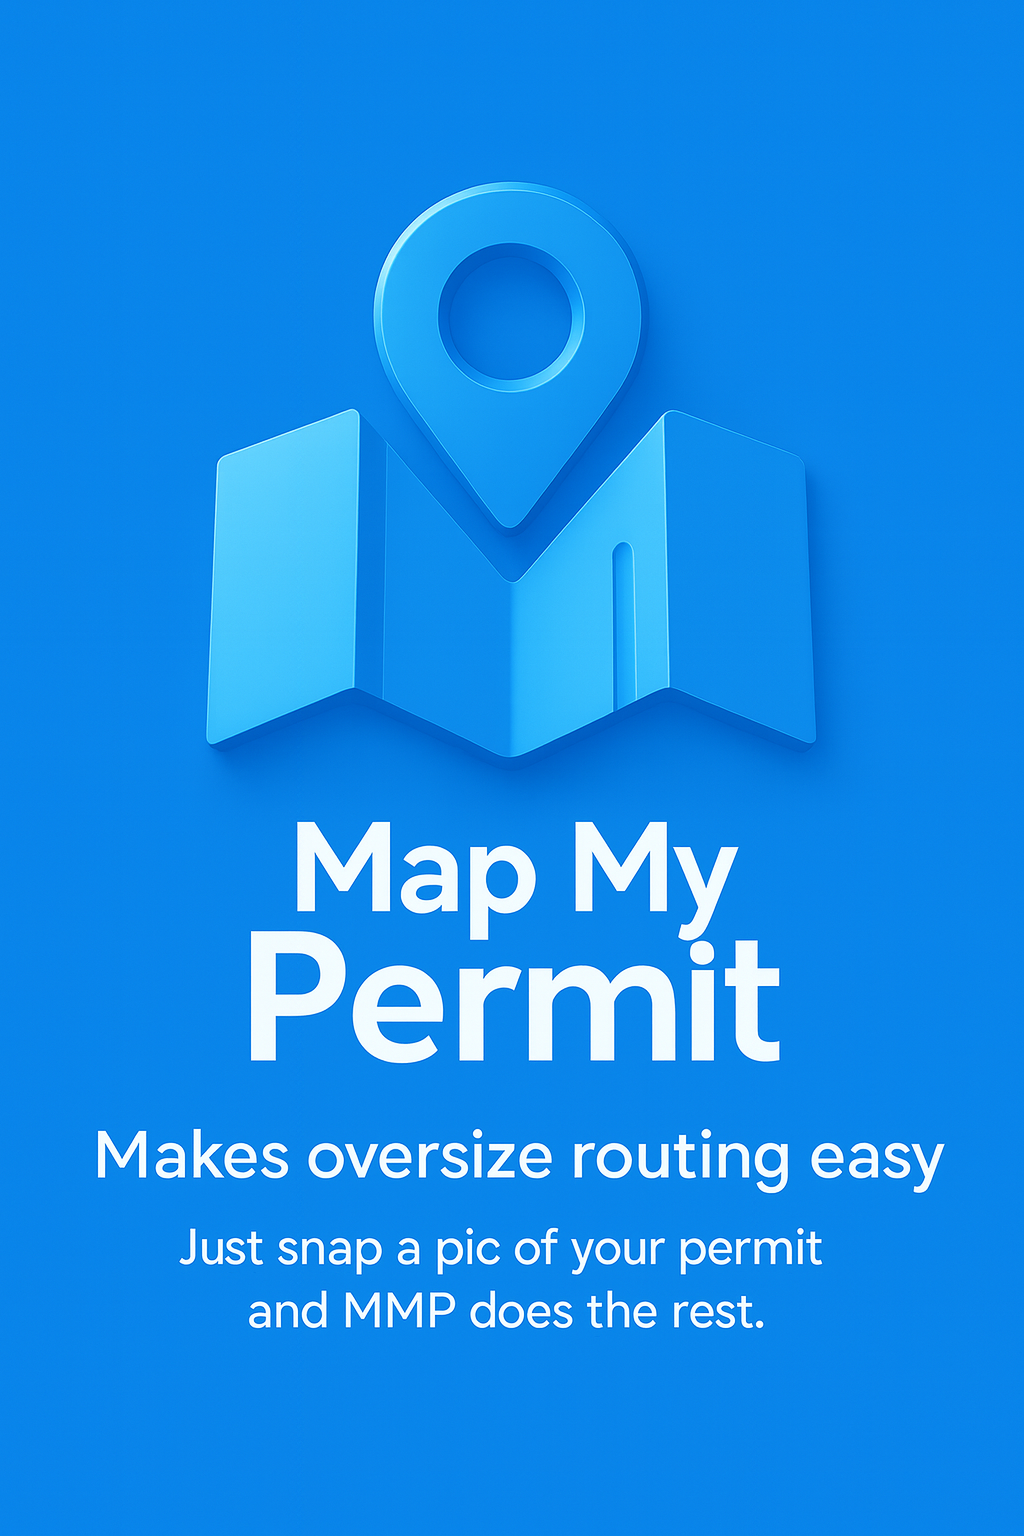 Map My
Permit
Makes oversize routing easy
Just snap a pic of your permit
and MMP does the rest.